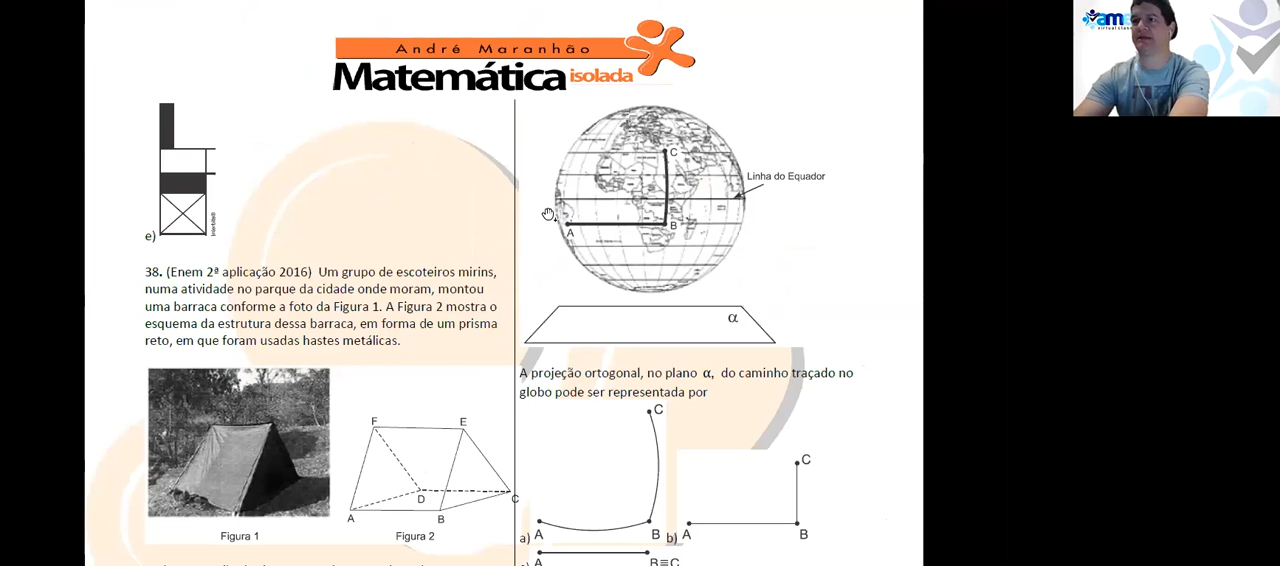 André Maranhão
Matemática isolada
ame
virtual class
e)
38. (Enem 2ª aplicação 2016) Um grupo de escoteiros mirins,
numa atividade no parque da cidade onde moram, montou
uma barraca conforme a foto da Figura 1. A Figura 2 mostra o
esquema da estrutura dessa barraca, em forma de um prisma
reto, em que foram usadas hastes metálicas.
F
E
D
C
A
B
Figura 1
Figura 2
C
Linha do Equador
A
B
α
A projeção ortogonal, no plano α, do caminho traçado no
globo pode ser representada por
C
a) A
B
C
b) A
B
A
B≡C